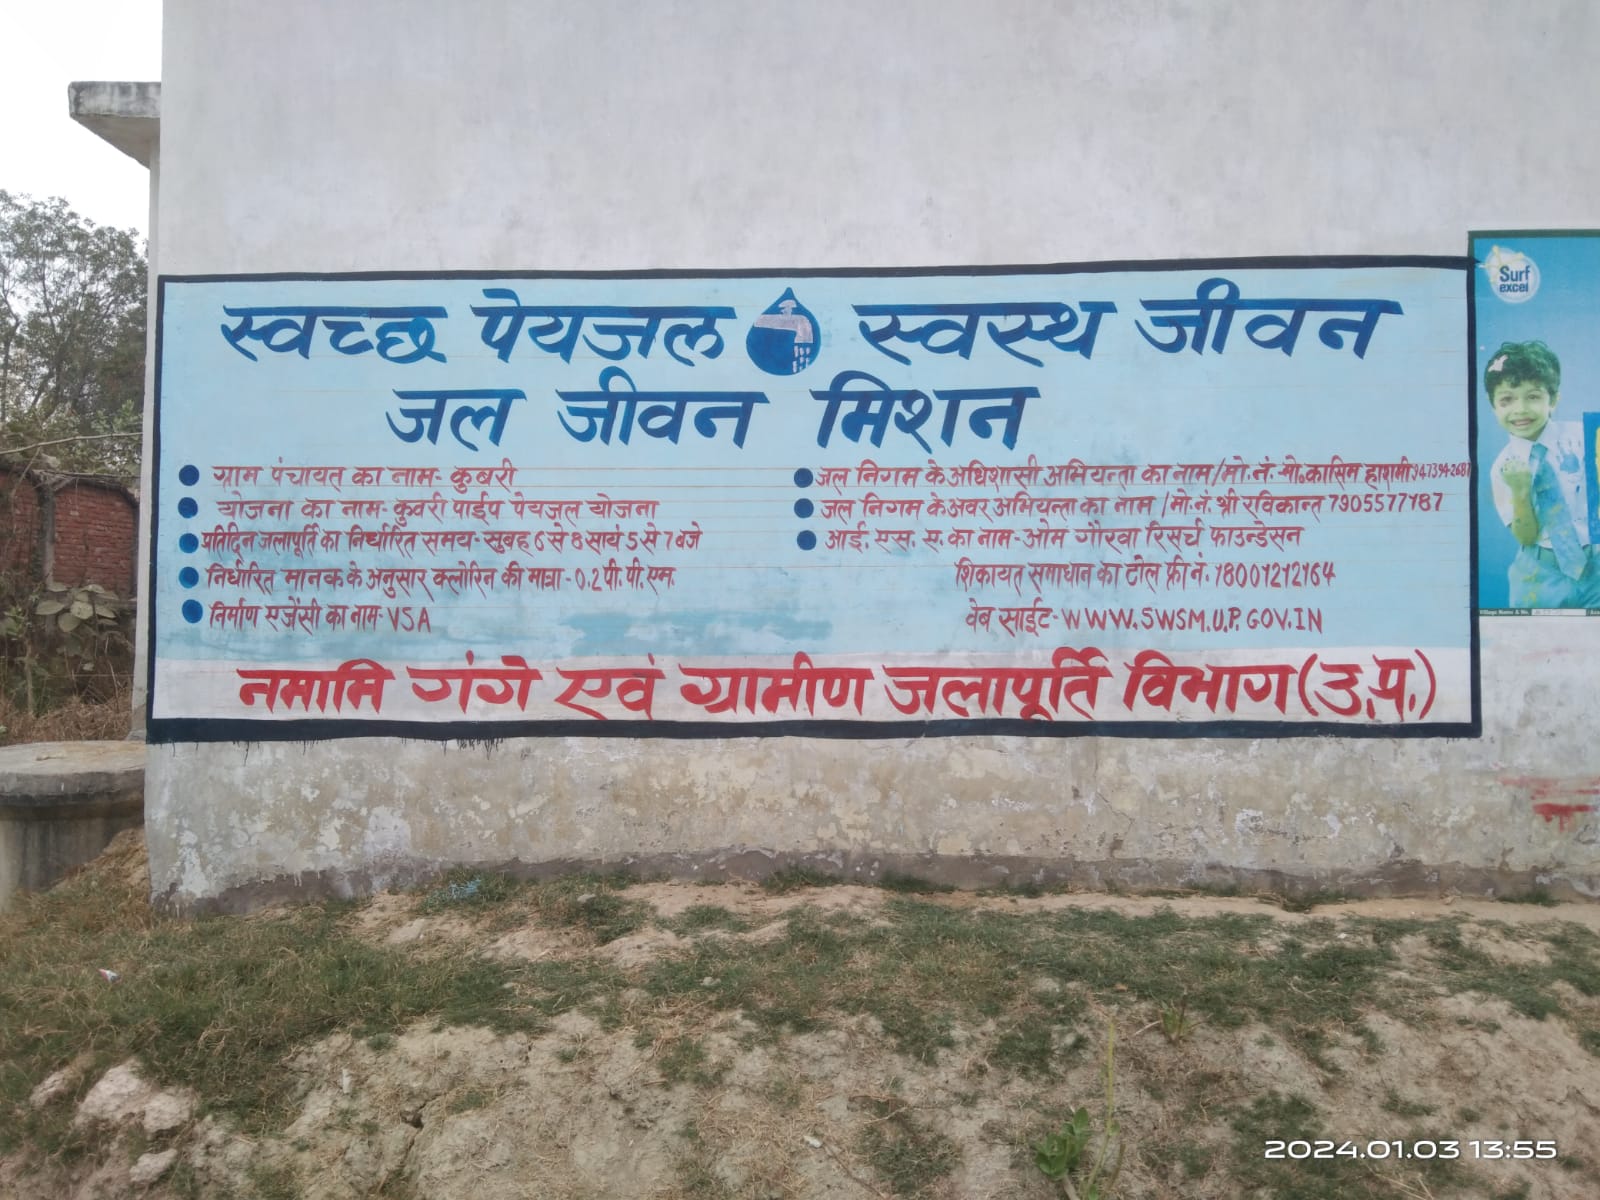 स्वच्छ पेयजल स्वस्थ जीवन
जल जीवन मिशन
ग्राम पंचायत का नाम- कुबरी
योजना का नाम- कुवरी पाईप पेयजल योजना
प्रतिदिन जलापूर्ति का निर्धारित समय- सुबह 6 से 8 सायं 5 से 7 बजे
निर्धारित मानक के अनुसार क्लोरिन की मात्रा - 0.2 पी. पी. एम.
निर्माण एजेंसी का नाम- VSA
जल निगम के अधिशासी अभियन्ता का नाम/मो.नं.- मो. कासिम हाशमी
जल निगम के अवर अभियन्ता का नाम /मो.नं. श्री रविकान्त 7905577187
आई. एस. ए. का नाम- ओम गौरवा रिसर्च फाउन्डेसन
शिकायत समाधान का टोल फ्री नं. 18001212164
वेब साईट- WWW.SWSM.U.P.GOV.IN
नमामि गंगे एवं ग्रामीण जलापूर्ति विभाग (उ.प.)
Surf
excel
2024.01.03 13:55